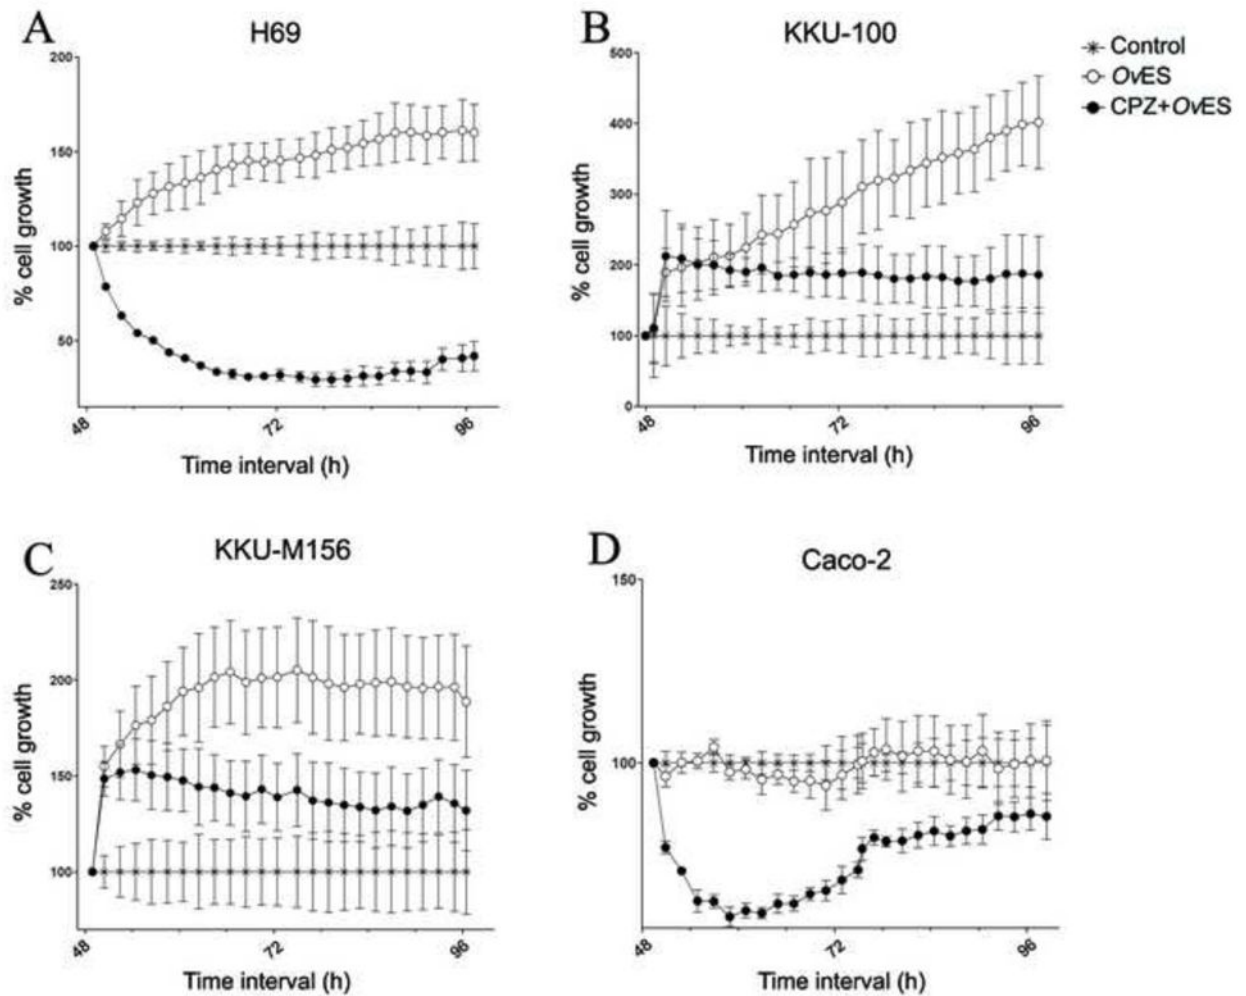 A
H69
% cell growth
200
150
100
50
48
72
96
Time interval (h)
B
KKU-100
% cell growth
500
400
300
200
100
0
48
72
96
Time interval (h)
Control
OvES
CPZ+OvES
C
KKU-M156
% cell growth
250
200
150
100
48
72
96
Time interval (h)
D
Caco-2
% cell growth
150
100
48
72
96
Time interval (h)